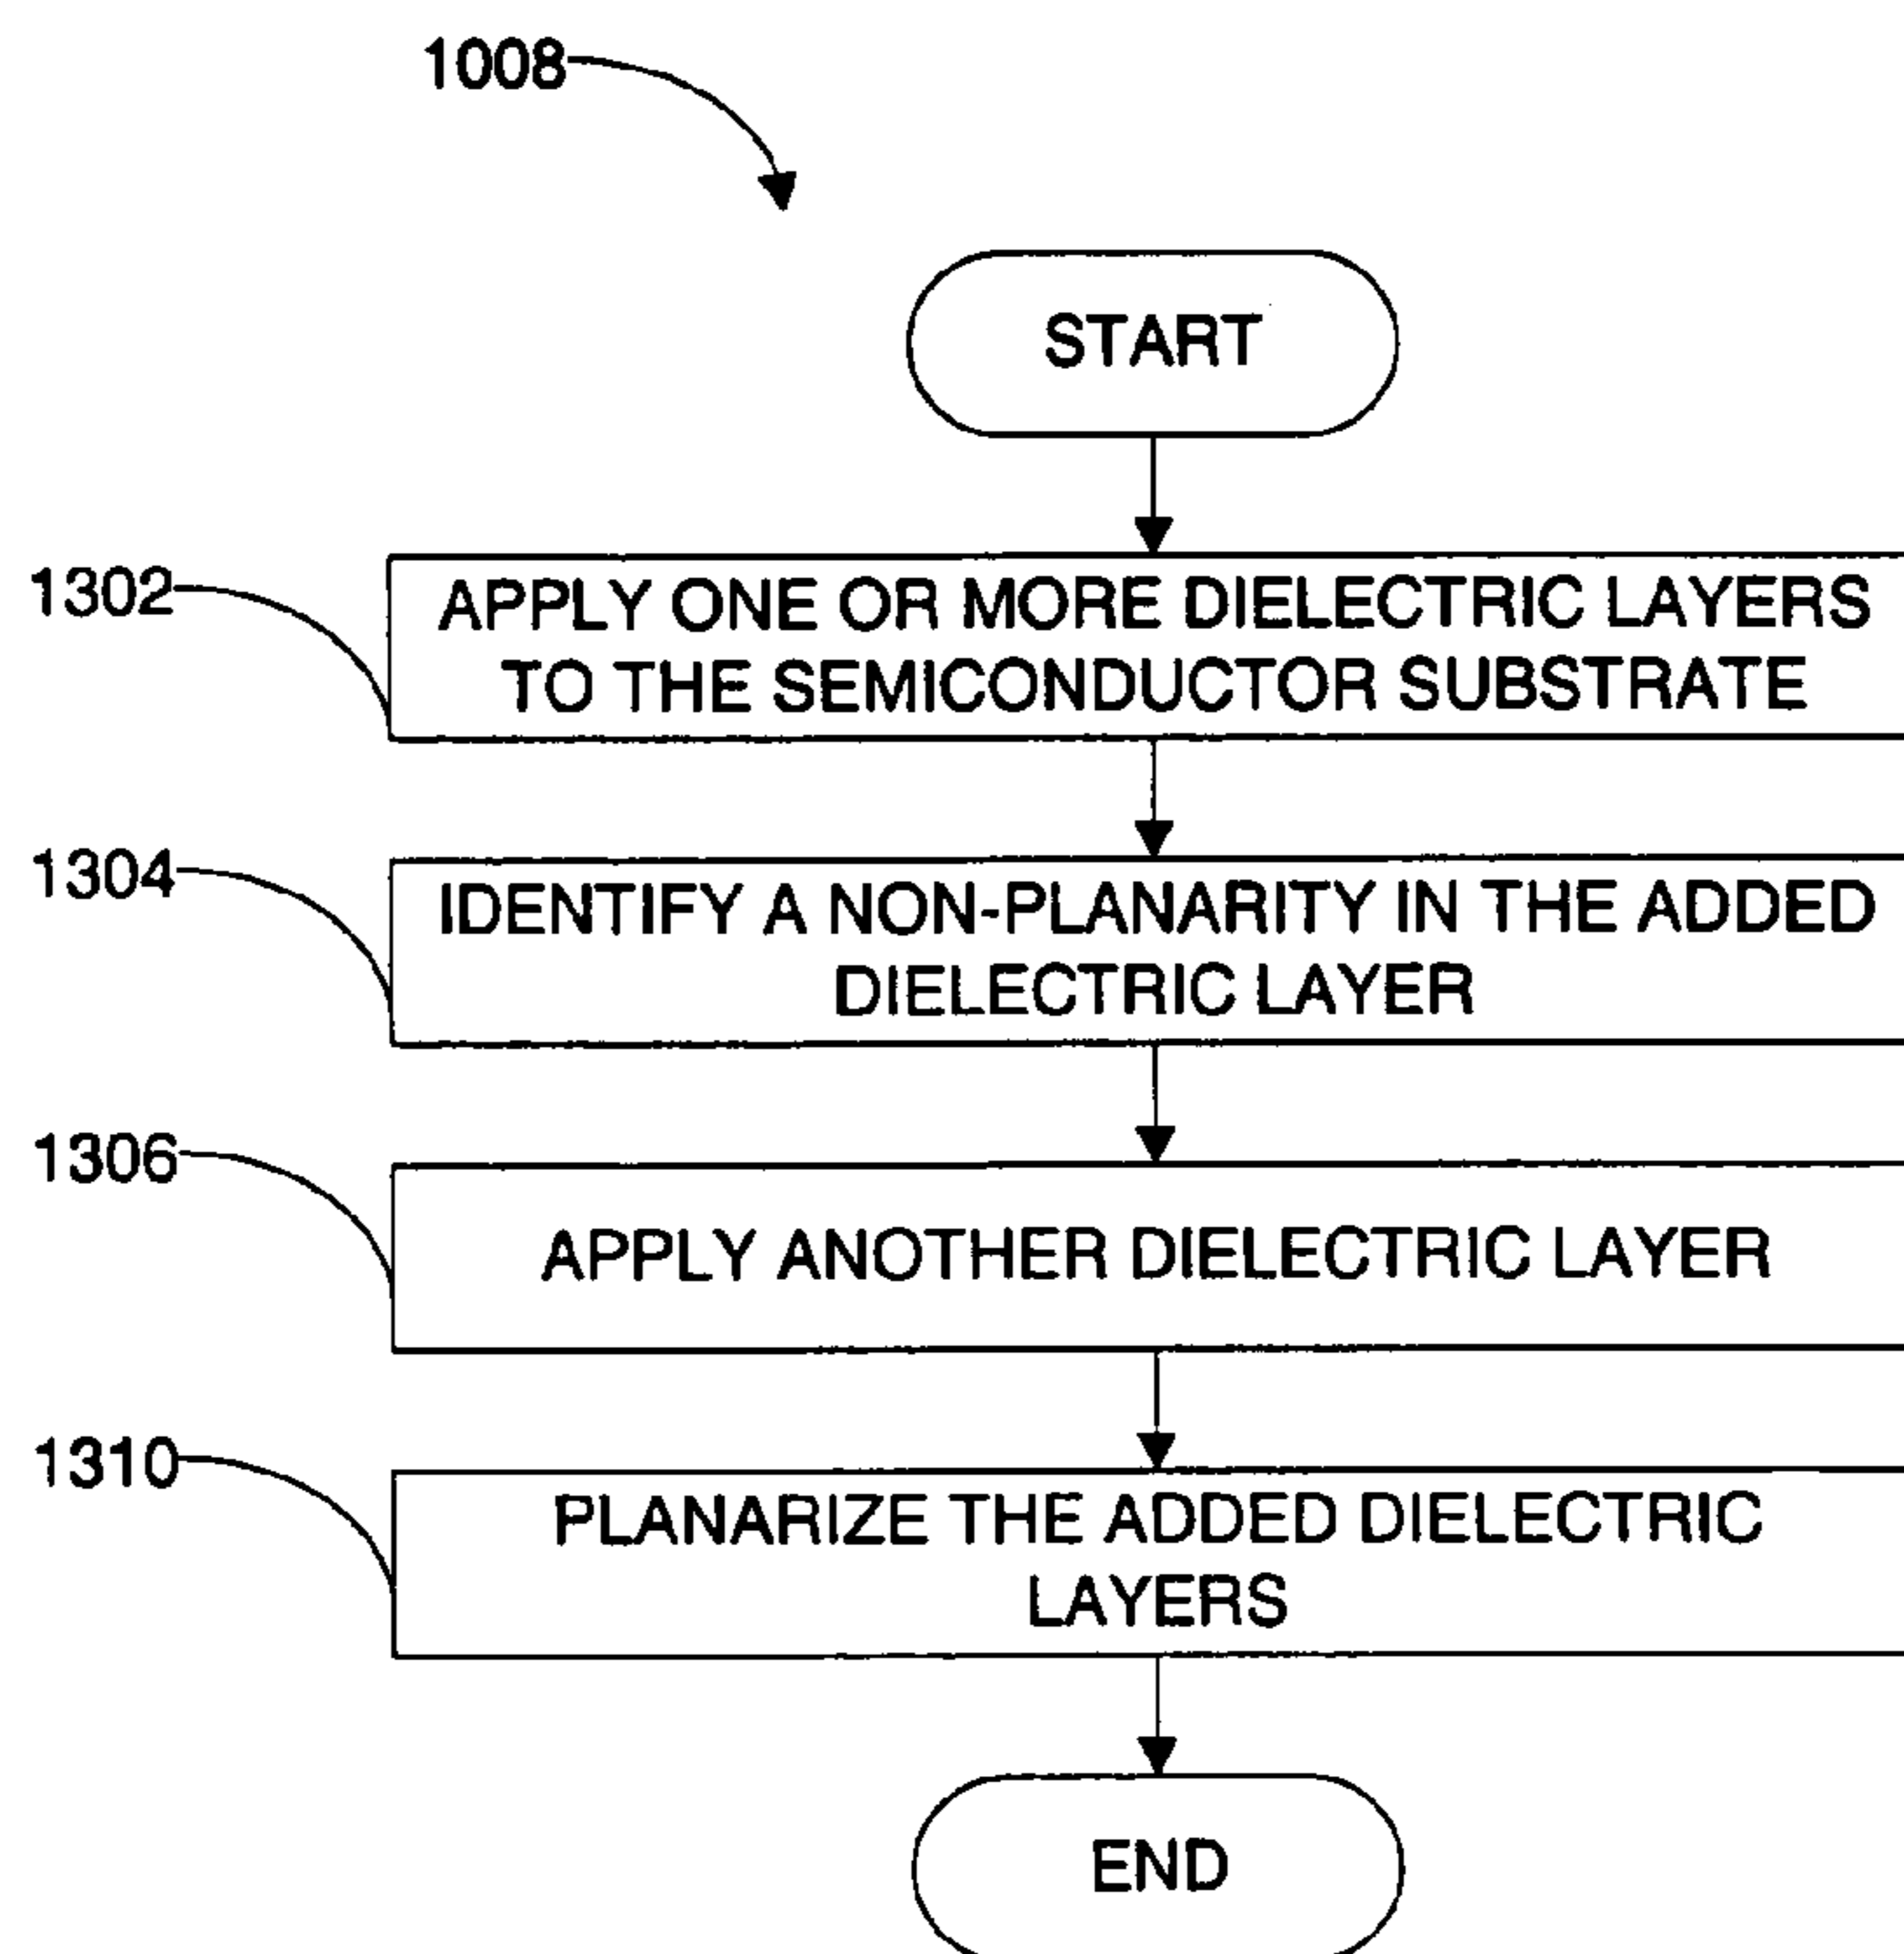 1008
START
1302
APPLY ONE OR MORE DIELECTRIC LAYERS
TO THE SEMICONDUCTOR SUBSTRATE
1304
IDENTIFY A NON-PLANARITY IN THE ADDED
DIELECTRIC LAYER
1306
APPLY ANOTHER DIELECTRIC LAYER
1310
PLANARIZE THE ADDED DIELECTRIC
LAYERS
END